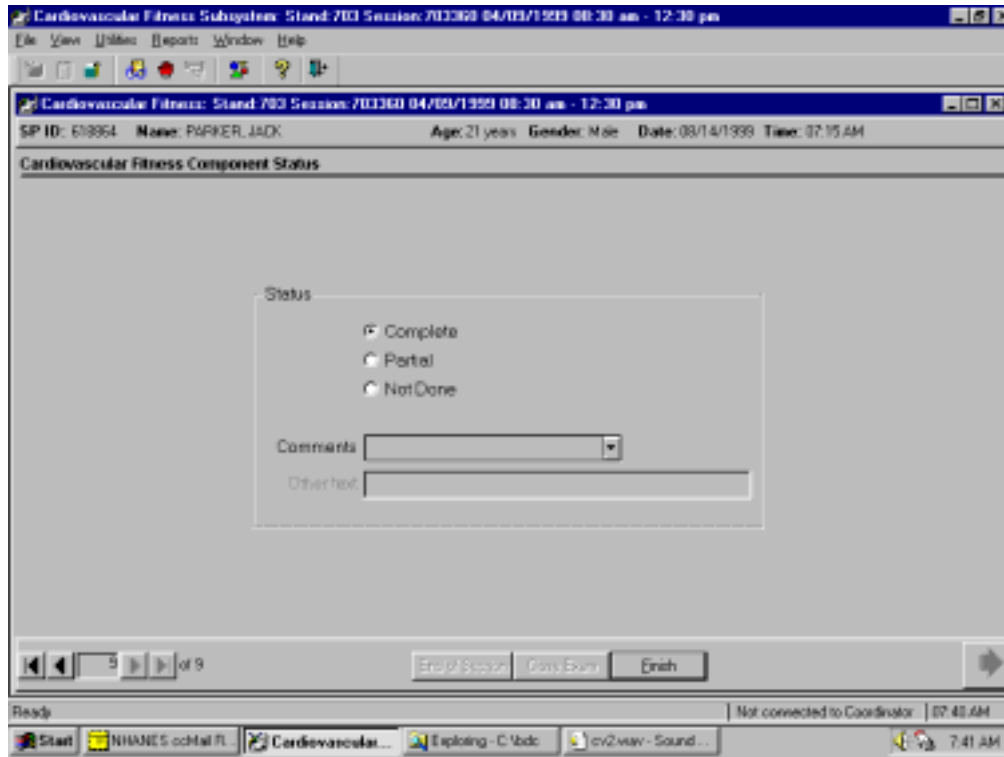 Cardiovascular Fitness Subsystem: Stand:703 Session:703360 04/09/1999 08:30 am - 12:30 pm
File View Utilities Reports Window Help
Cardiovascular Fitness: Stand:703 Session:703360 04/09/1999 08:30 am - 12:30 pm
SP ID: 618864 Name: PARKER, JACK Age: 21 years Gender: Male Date: 08/14/1999 Time: 07:15 AM
Cardiovascular Fitness Component Status
Status
Complete
Partial
Not Done
Comments
Other text
9 of 9
End of Session Close Exam Finish
Ready Not connected to Coordinator 07:40 AM
Start NHANES ccMail R... Cardiovascular... Exploring - C:\bdc cv2.wav - Sound ... 7:41 AM